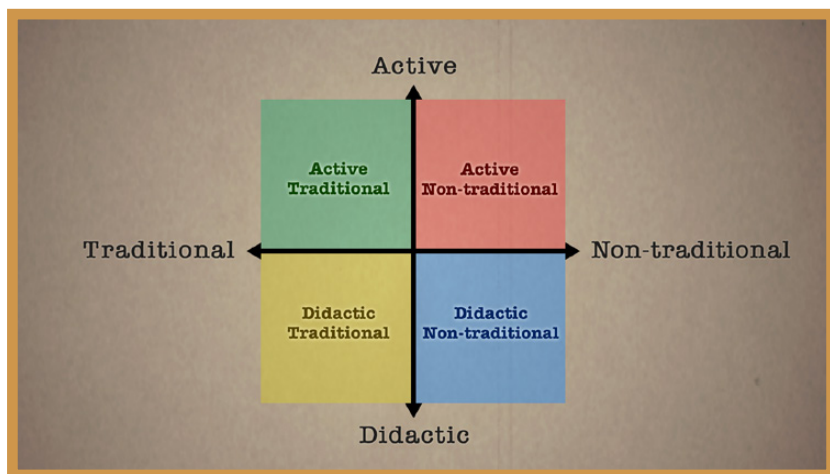 Active
Active
Traditional
Active
Non-traditional
Traditional
Non-traditional
Didactic
Traditional
Didactic
Non-traditional
Didactic